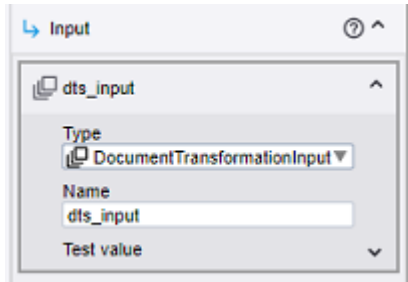 Input
dts_input
Type
DocumentTransformationInput
Name
dts_input
Test value